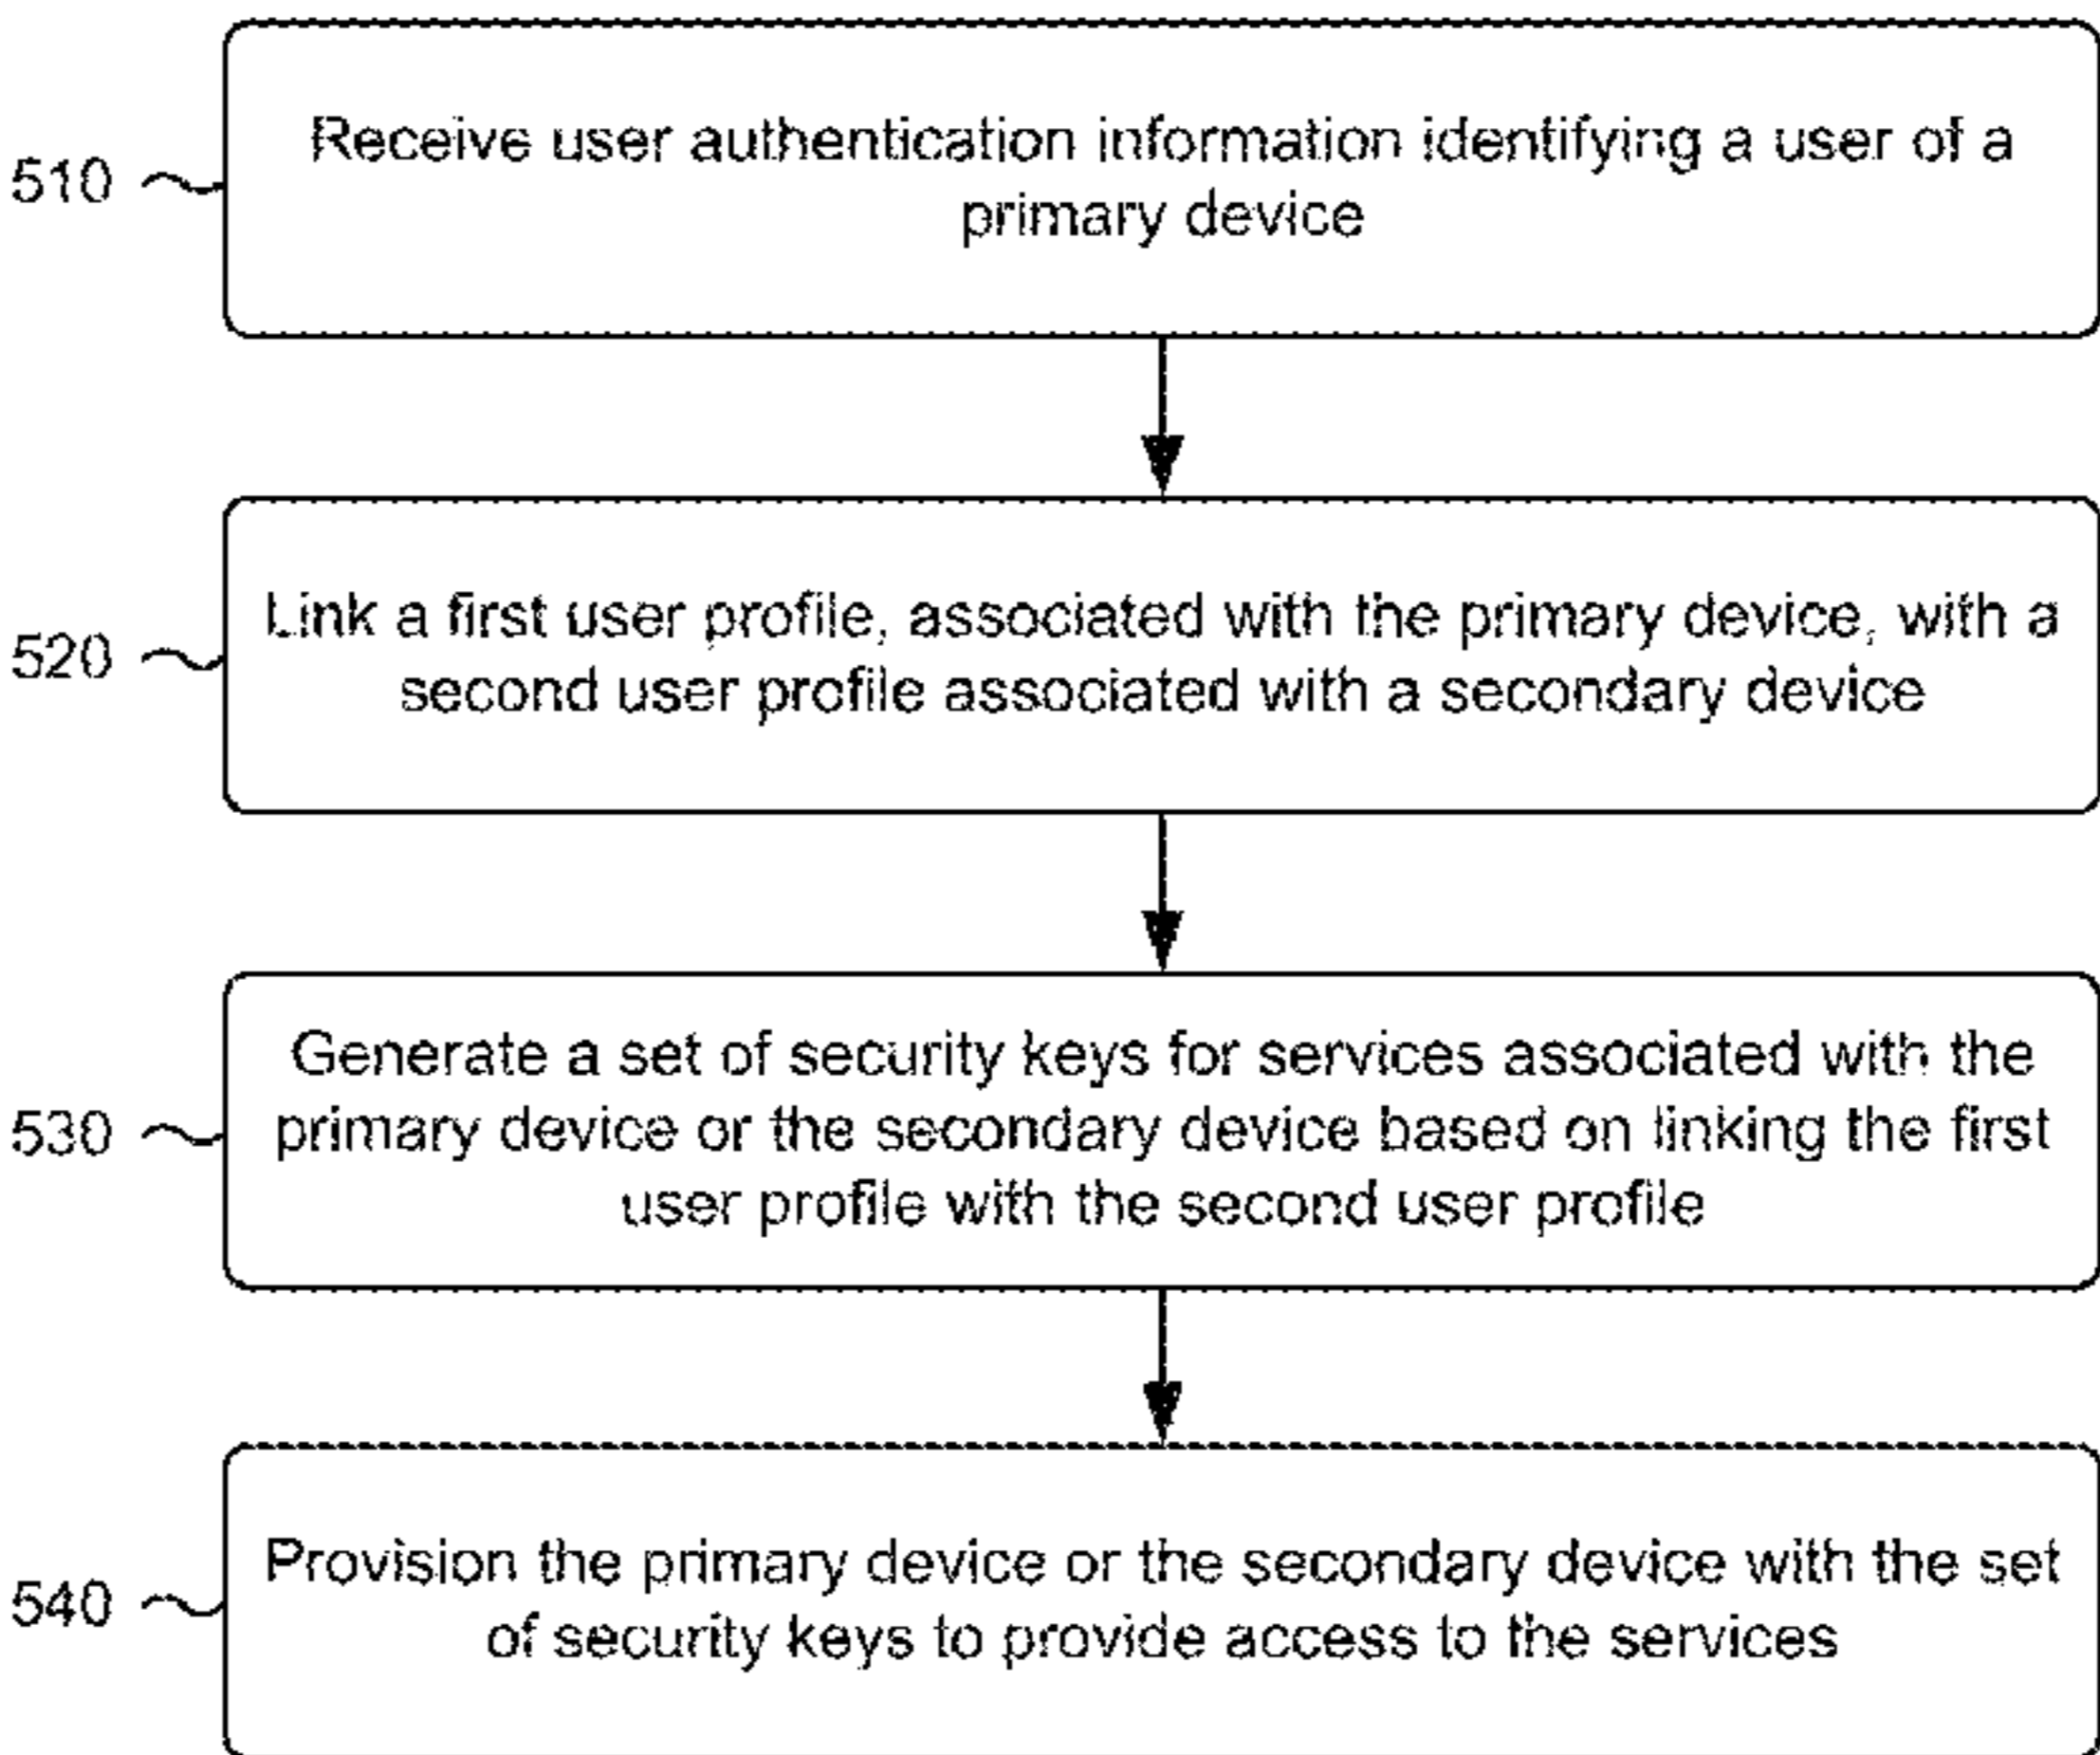 510
Receive user authentication information identifying a user of a
primary device
520
Link a first user profile, associated with the primary device, with a
second user profile associated with a secondary device
530
Generate a set of security keys for services associated with the
primary device or the secondary device based on linking the first
user profile with the second user profile
540
Provision the primary device or the secondary device with the set
of security keys to provide access to the services